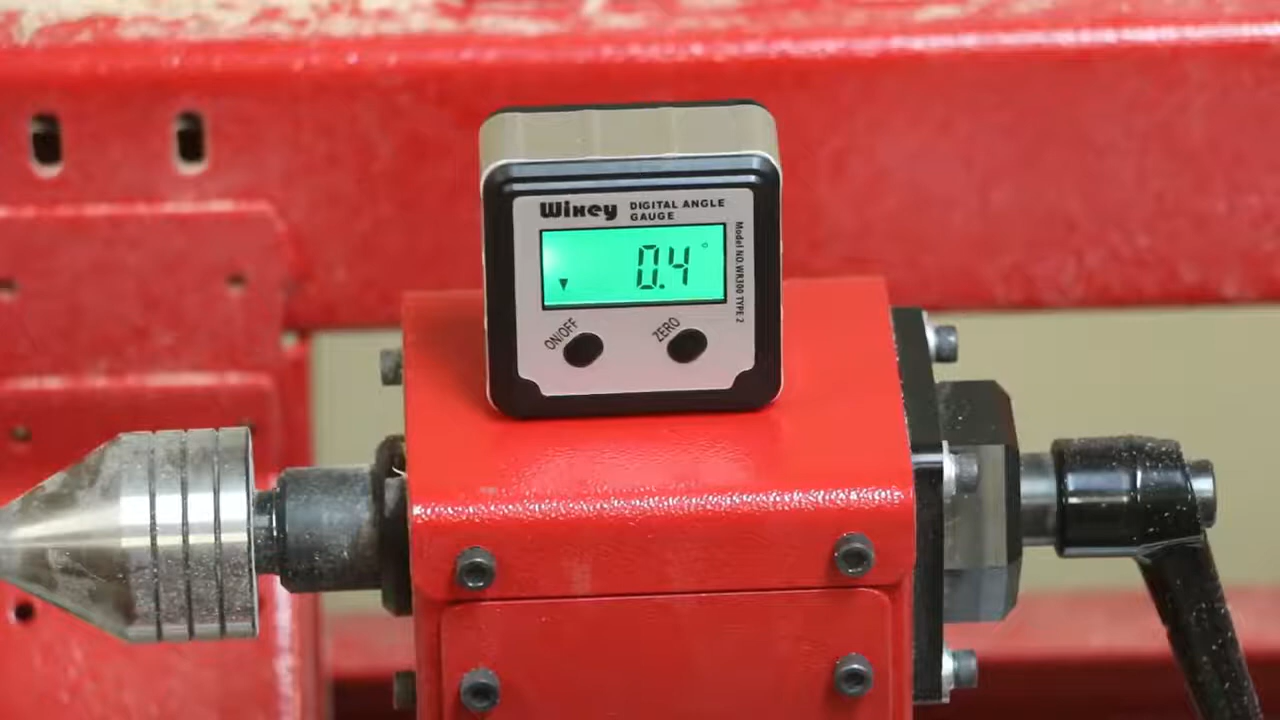 Wixey
DIGITAL ANGLE
GAUGE
0.4°
Model NO.WR300 TYPE 2
ON/OFF
ZERO